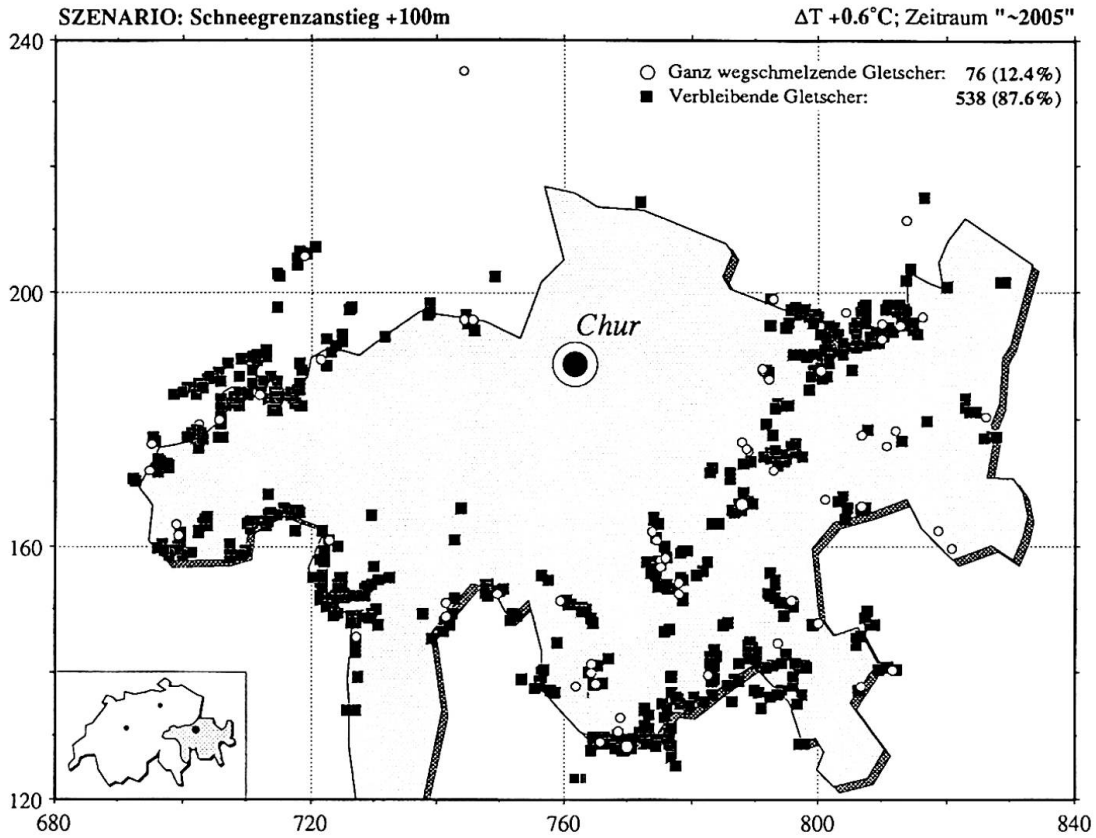 SZENARIO: Schneegrenzanstieg +100m
ΔT +0.6°C; Zeitraum "~2005"
240
○ Ganz wegschmelzende Gletscher: 76 (12.4%)
■ Verbleibende Gletscher: 538 (87.6%)
200
Chur
160
120
680 720 760 800 840